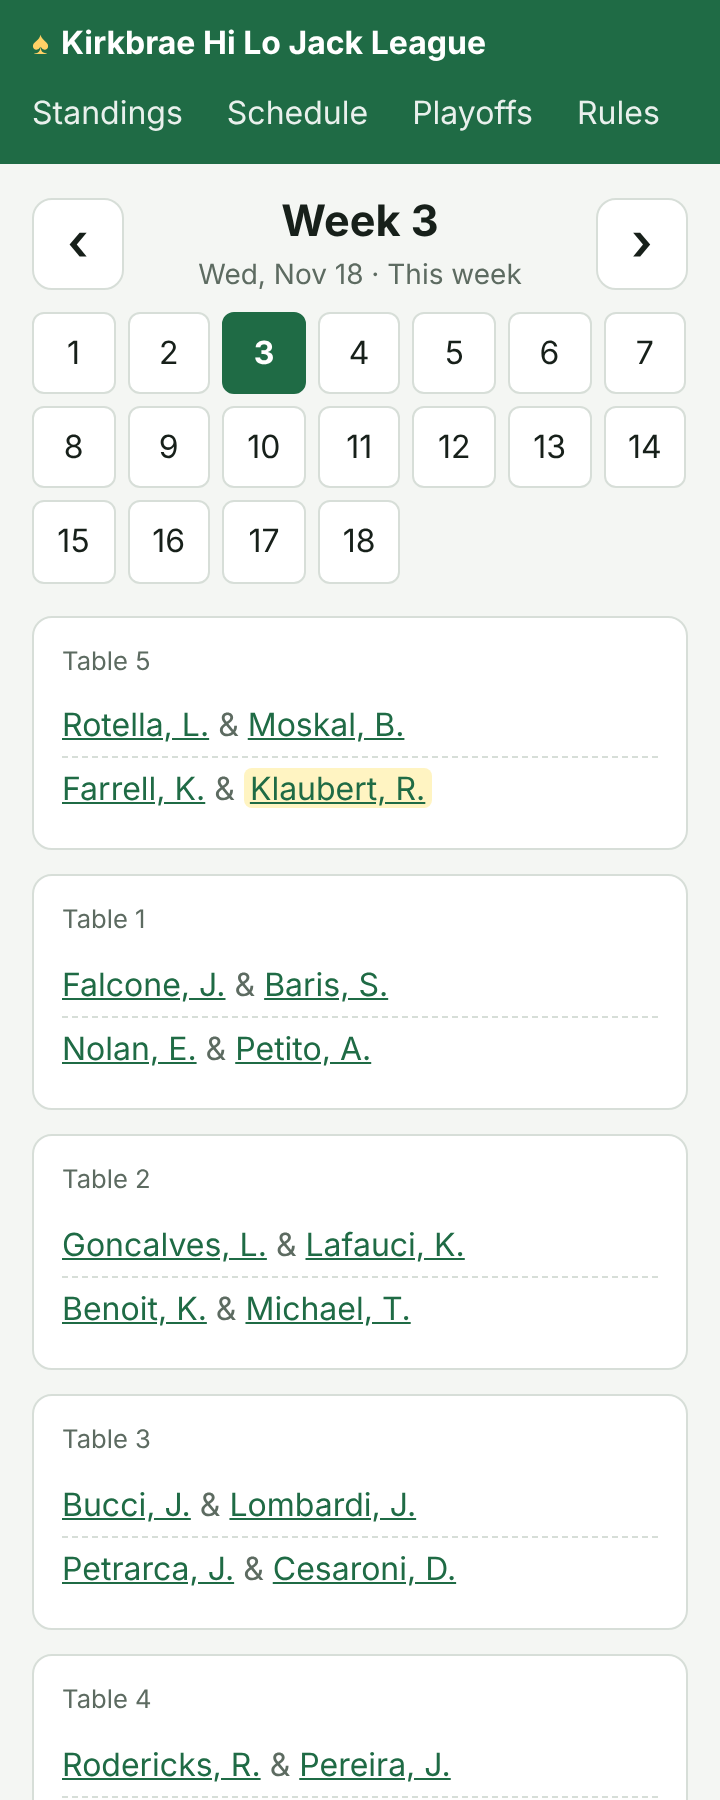 ♠ Kirkbrae Hi Lo Jack League
Standings Schedule Playoffs Rules
‹ Week 3 ›
Wed, Nov 18 · This week
1 2 3 4 5 6 7
8 9 10 11 12 13 14
15 16 17 18
Table 5
Rotella, L. & Moskal, B.
Farrell, K. & Klaubert, R.
Table 1
Falcone, J. & Baris, S.
Nolan, E. & Petito, A.
Table 2
Goncalves, L. & Lafauci, K.
Benoit, K. & Michael, T.
Table 3
Bucci, J. & Lombardi, J.
Petrarca, J. & Cesaroni, D.
Table 4
Rodericks, R. & Pereira, J.